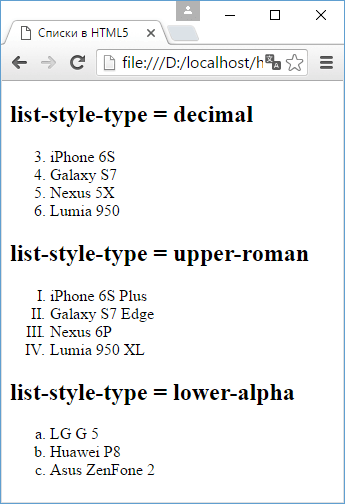 Списки в HTML5
file:///D:/localhost/h
list-style-type = decimal
3. iPhone 6S
4. Galaxy S7
5. Nexus 5X
6. Lumia 950
list-style-type = upper-roman
I. iPhone 6S Plus
II. Galaxy S7 Edge
III. Nexus 6P
IV. Lumia 950 XL
list-style-type = lower-alpha
a. LG G 5
b. Huawei P8
c. Asus ZenFone 2